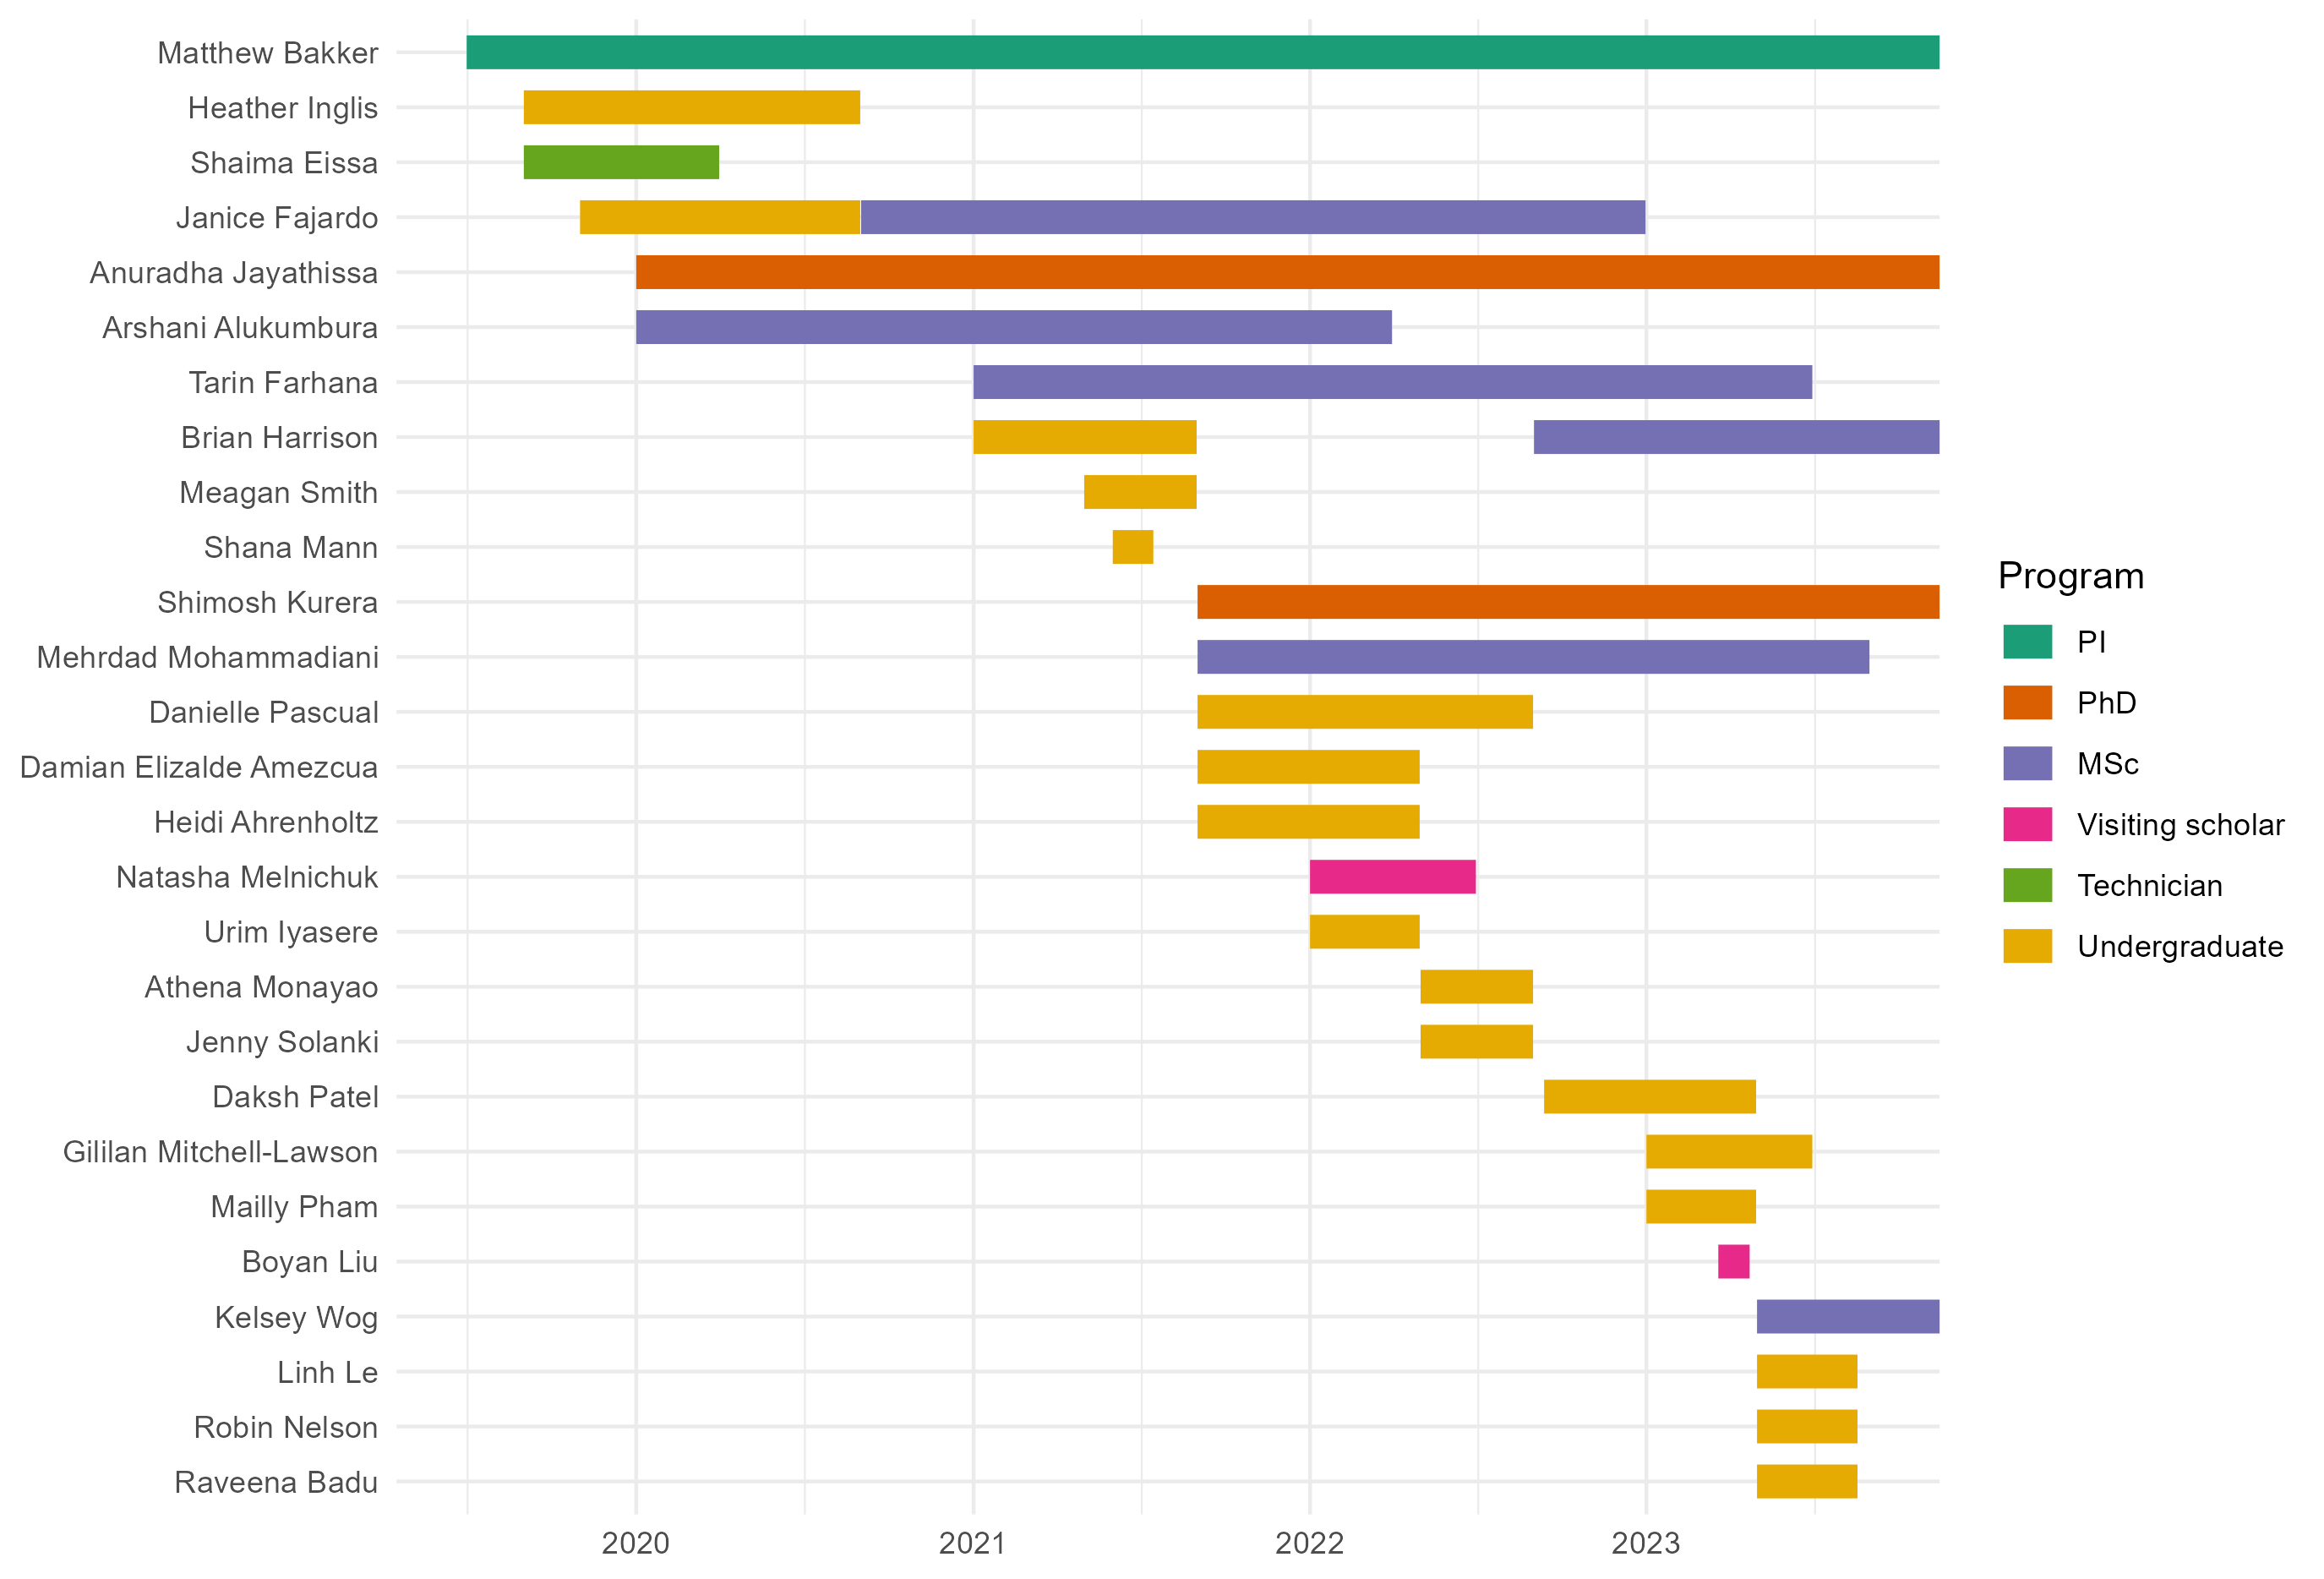 Matthew Bakker
Heather Inglis
Shaima Eissa
Janice Fajardo
Anuradha Jayathissa
Arshani Alukumbura
Tarin Farhana
Brian Harrison
Meagan Smith
Shana Mann
Shimosh Kurera
Mehrdad Mohammadiani
Danielle Pascual
Damian Elizalde Amezcua
Heidi Ahrenholtz
Natasha Melnichuk
Urim Iyasere
Athena Monayao
Jenny Solanki
Daksh Patel
Gililan Mitchell-Lawson
Mailly Pham
Boyan Liu
Kelsey Wog
Linh Le
Robin Nelson
Raveena Badu
2020 2021 2022 2023
Program
PI
PhD
MSc
Visiting scholar
Technician
Undergraduate